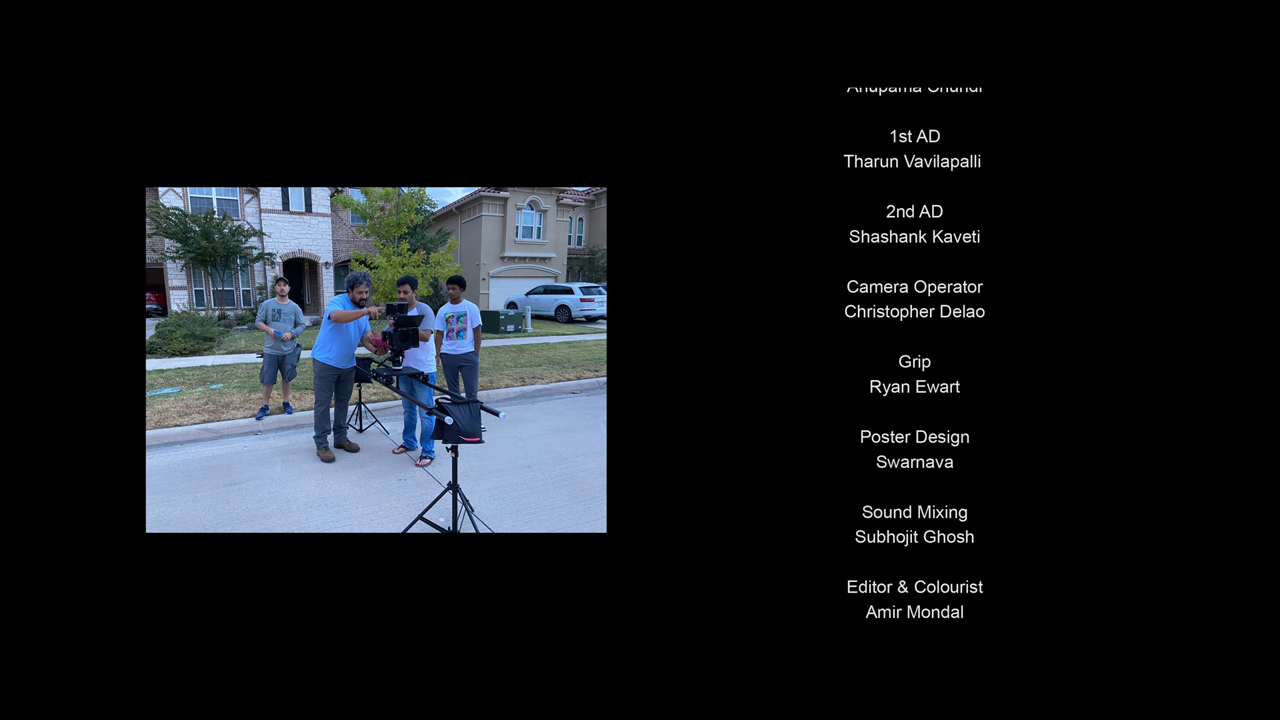 1st AD
Tharun Vavilapalli
2nd AD
Shashank Kaveti
Camera Operator
Christopher Delao
Grip
Ryan Ewart
Poster Design
Swarnava
Sound Mixing
Subhojit Ghosh
Editor & Colourist
Amir Mondal